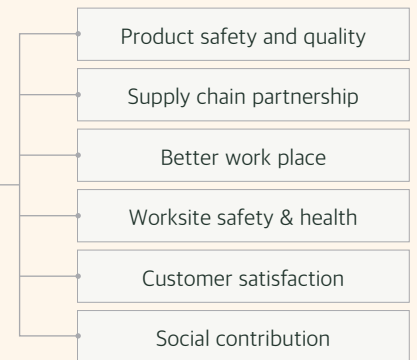 Product safety and quality
Supply chain partnership
Better work place
Worksite safety & health
Customer satisfaction
Social contribution